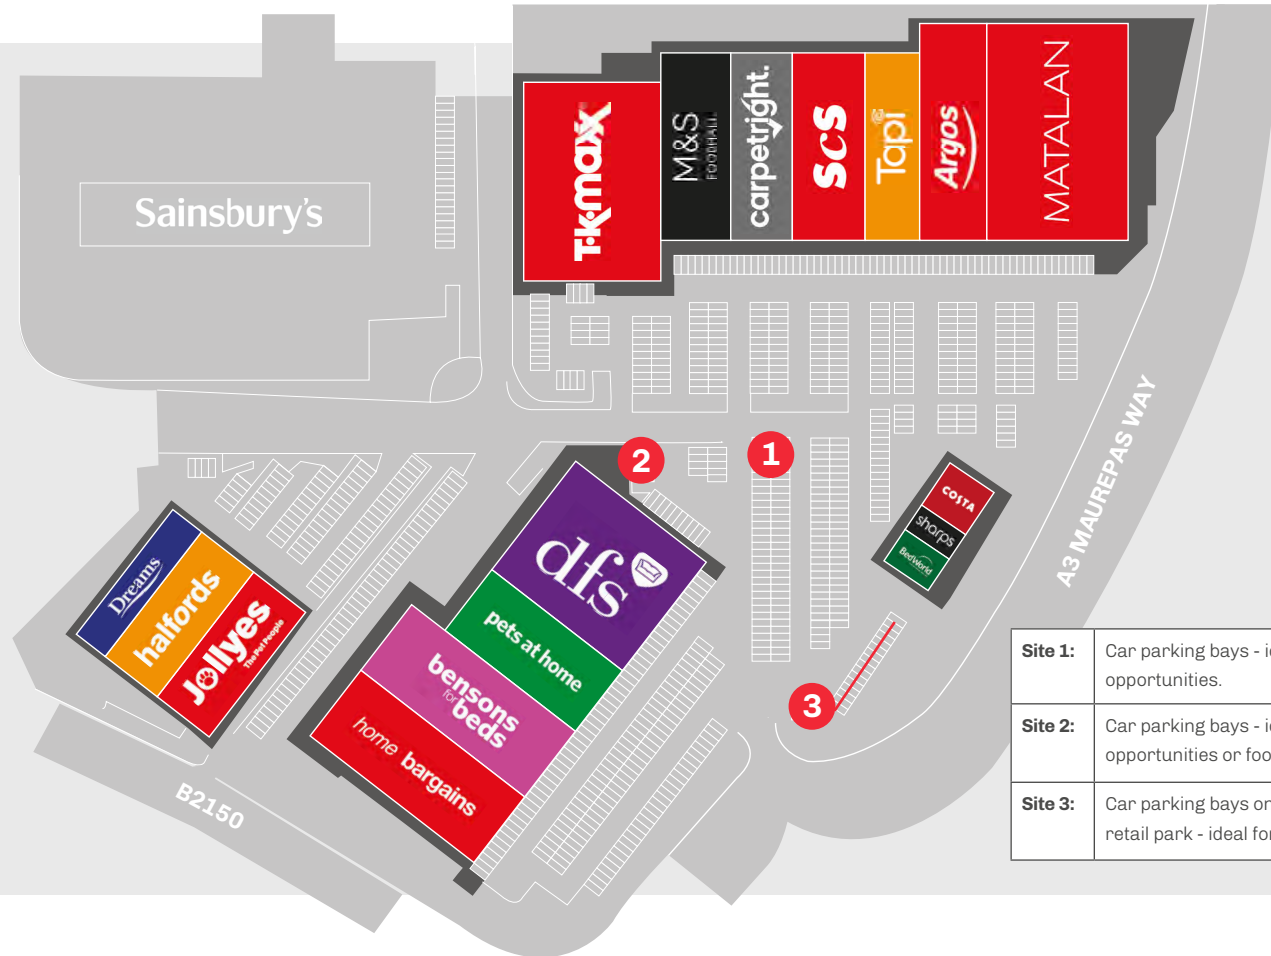 Sainsbury's
T·K·maxx
M&S
FOODHALL
carpetright.
scs
Tapi
Argos
MATALAN
A3 MAUREPAS WAY
2
1
3
COSTA
sharps
Bedworld
dfs
pets at home
bensons
for
beds
home bargains
Dreams
halfords
Jollyes
The Pet People
B2150
Site 1:
Car parking bays - i
opportunities.
Site 2:
Car parking bays - i
opportunities or foo
Site 3:
Car parking bays or
retail park - ideal for